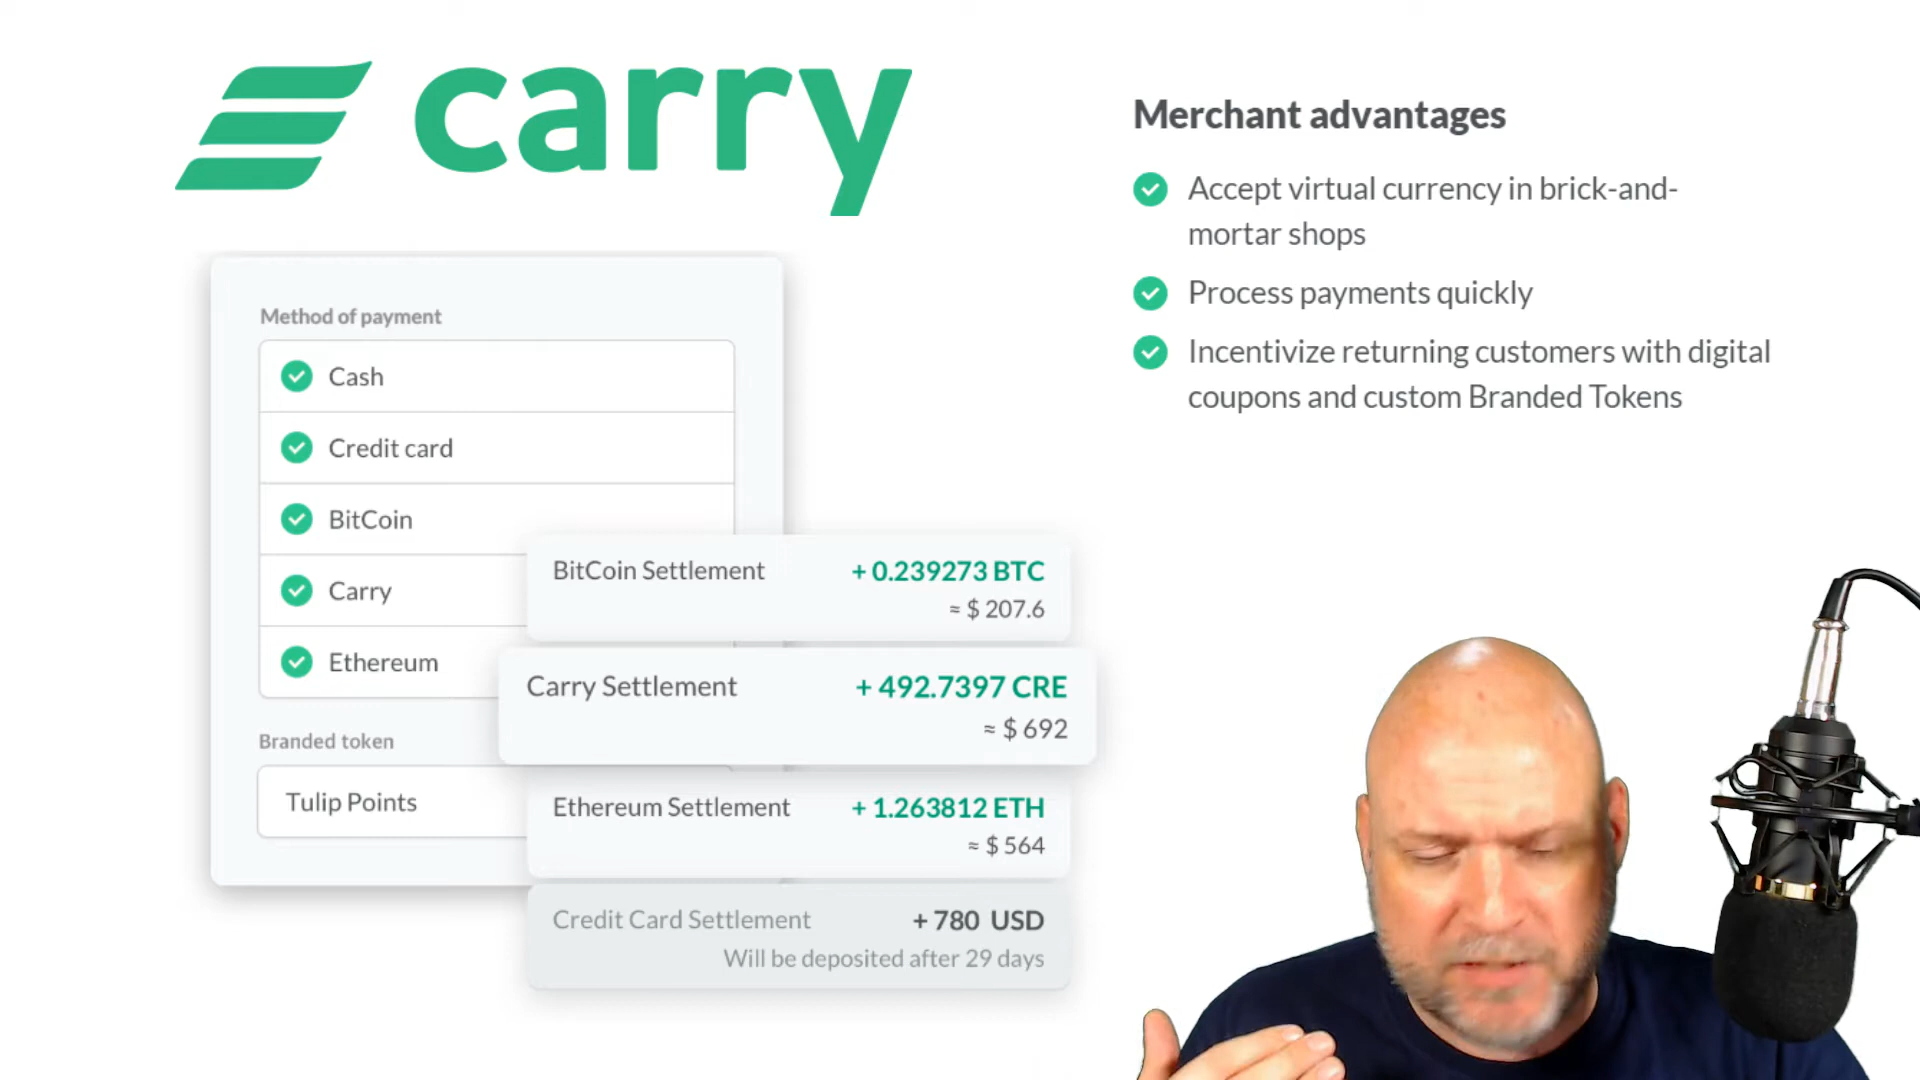 carry
Merchant advantages
Accept virtual currency in brick-and-
mortar shops
Process payments quickly
Incentivize returning customers with digital
coupons and custom Branded Tokens
Method of payment
Cash
Credit card
BitCoin
Carry
Ethereum
Branded token
Tulip Points
BitCoin Settlement + 0.239273 BTC
≈ $ 207.6
Carry Settlement + 492.7397 CRE
≈ $ 692
Ethereum Settlement + 1.263812 ETH
≈ $ 564
Credit Card Settlement + 780 USD
Will be deposited after 29 days